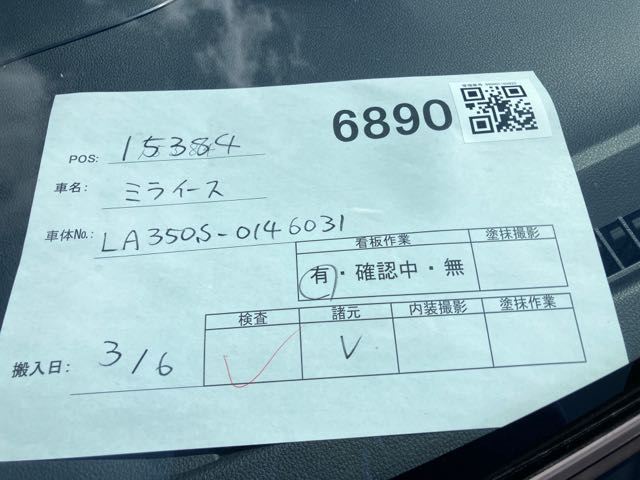 6890
POS: 15384
車名: ミライース
車体No.: LA350S-0146031
看板作業 塗抹撮影
有・確認中・無
検査 諸元 内装撮影 塗抹作業
搬入日: 3/6 ✓ V